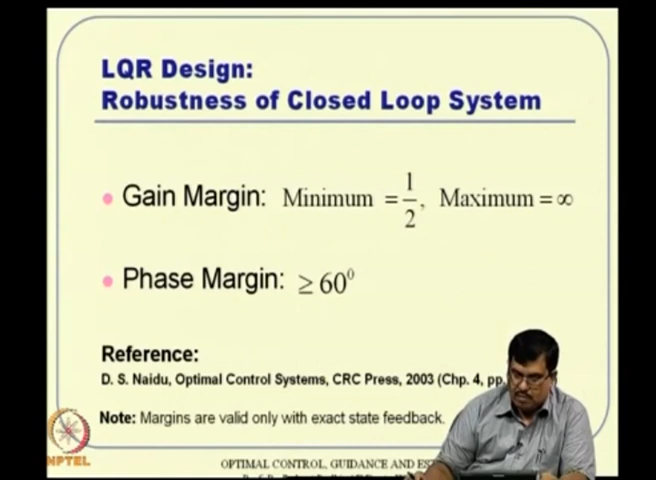 LQR Design:
Robustness of Closed Loop System
Gain Margin: Minimum = 1/2, Maximum = ∞
Phase Margin: ≥ 60⁰
Reference:
D. S. Naidu, Optimal Control Systems, CRC Press, 2003 (Chp. 4, pp.
Note: Margins are valid only with exact state feedback.
NPTEL
OPTIMAL CONTROL, GUIDANCE AND